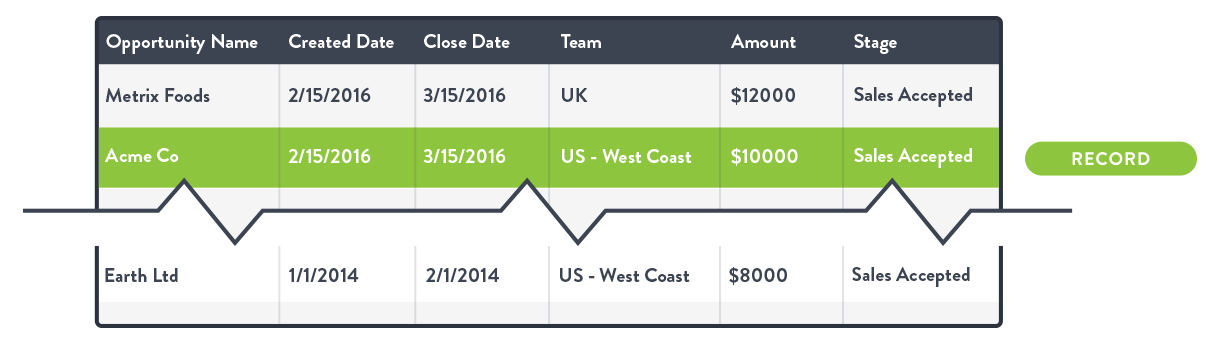 Opportunity Name Created Date Close Date Team Amount Stage
Metrix Foods 2/15/2016 3/15/2016 UK $12000 Sales Accepted
Acme Co 2/15/2016 3/15/2016 US - West Coast $10000 Sales Accepted RECORD
Earth Ltd 1/1/2014 2/1/2014 US - West Coast $8000 Sales Accepted